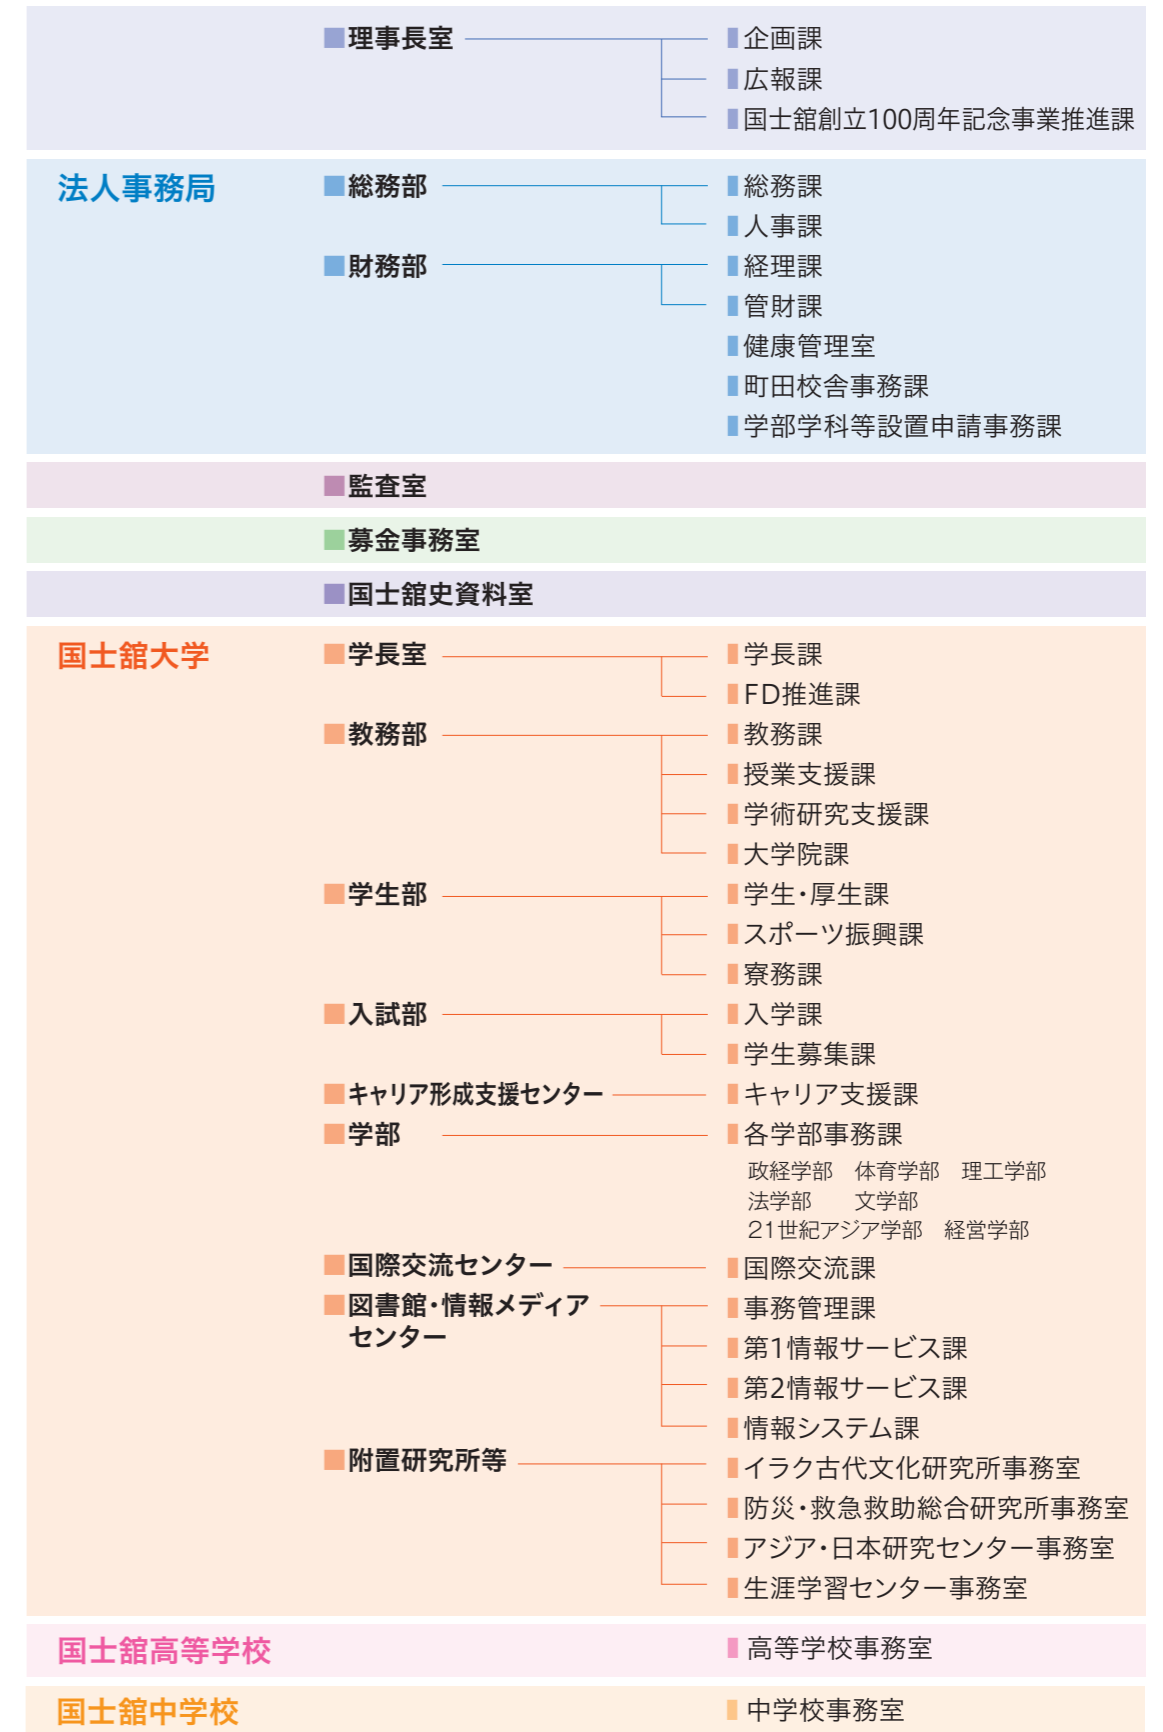 理事長室 企画課
広報課
国士舘創立100周年記念事業推進課
法人事務局 総務部 総務課
人事課
財務部 経理課
管財課
健康管理室
町田校舎事務課
学部学科等設置申請事務課
監査室
募金事務室
国士舘史資料室
国士舘大学 学長室 学長課
FD推進課
教務部 教務課
授業支援課
学術研究支援課
大学院課
学生部 学生・厚生課
スポーツ振興課
寮務課
入試部 入学課
学生募集課
キャリア形成支援センター キャリア支援課
学部 各学部事務課
政経学部 体育学部 理工学部
法学部 文学部
21世紀アジア学部 経営学部
国際交流センター 国際交流課
図書館・情報メディア 事務管理課
センター
第1情報サービス課
第2情報サービス課
情報システム課
附置研究所等 イラク古代文化研究所事務室
防災・救急救助総合研究所事務室
アジア・日本研究センター事務室
生涯学習センター事務室
国士舘高等学校 高等学校事務室
国士舘中学校 中学校事務室